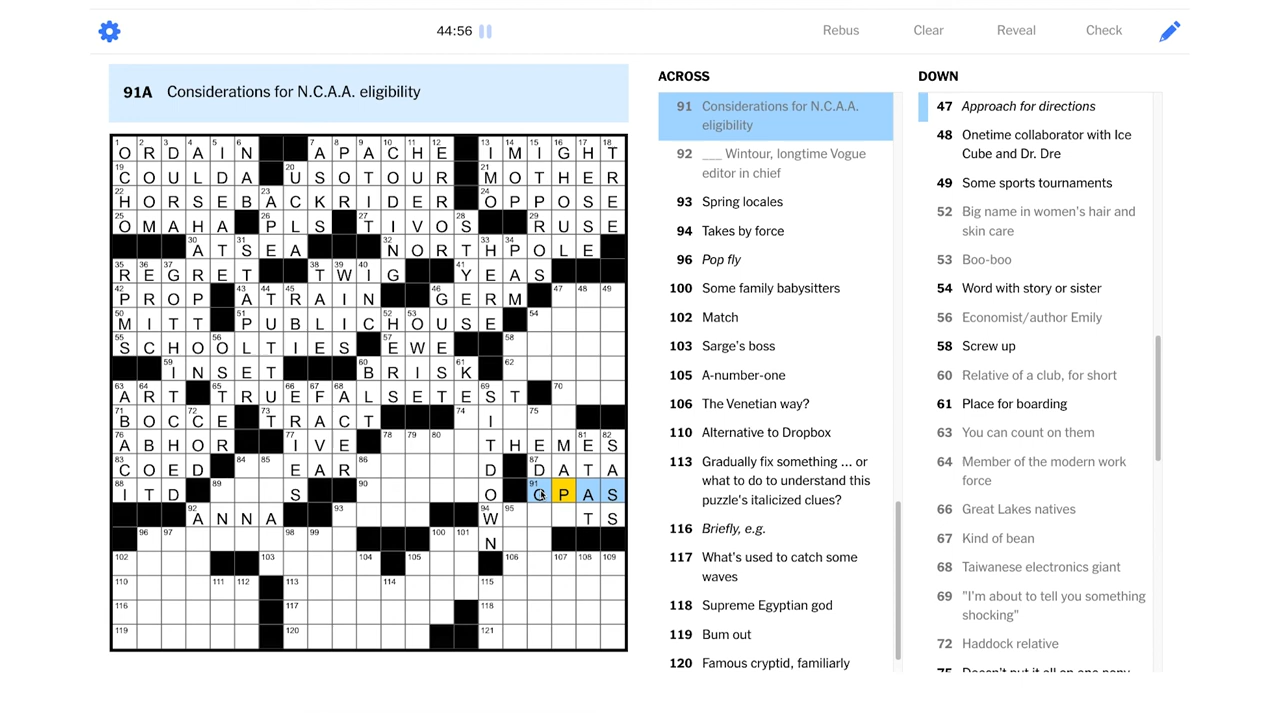 44:56
Rebus Clear Reveal Check
91A Considerations for N.C.A.A. eligibility
ACROSS
91 Considerations for N.C.A.A.
eligibility
92 ___ Wintour, longtime Vogue
editor in chief
93 Spring locales
94 Takes by force
96 Pop fly
100 Some family babysitters
102 Match
103 Sarge's boss
105 A-number-one
106 The Venetian way?
110 Alternative to Dropbox
113 Gradually fix something ... or
what to do to understand this
puzzle's italicized clues?
116 Briefly, e.g.
117 What's used to catch some
waves
118 Supreme Egyptian god
119 Bum out
120 Famous cryptid, familiarly
DOWN
47 Approach for directions
48 Onetime collaborator with Ice
Cube and Dr. Dre
49 Some sports tournaments
52 Big name in women's hair and
skin care
53 Boo-boo
54 Word with story or sister
56 Economist/author Emily
58 Screw up
60 Relative of a club, for short
61 Place for boarding
63 You can count on them
64 Member of the modern work
force
66 Great Lakes natives
67 Kind of bean
68 Taiwanese electronics giant
69 "I'm about to tell you something
shocking"
72 Haddock relative
ORDAIN APACHE IMIGHT
COULDA USOTOUR MOTHER
HORSEBACKRIDER OPPOSE
OMAHA PLS TIVOS RUSE
ATSEA NORTHPOLE
REGRET TWIG YEAS
PROP ATRAIN GERM
MITT PUBLICHOUSE
SCHOOLTIES EWE
INSET BRISK
ART TRUEFALSETEST
BOCCE TRACT I
ABHOR IVE THEMES
COED EAR D DATA
ITD S O GPAS
ANNA W TS
N